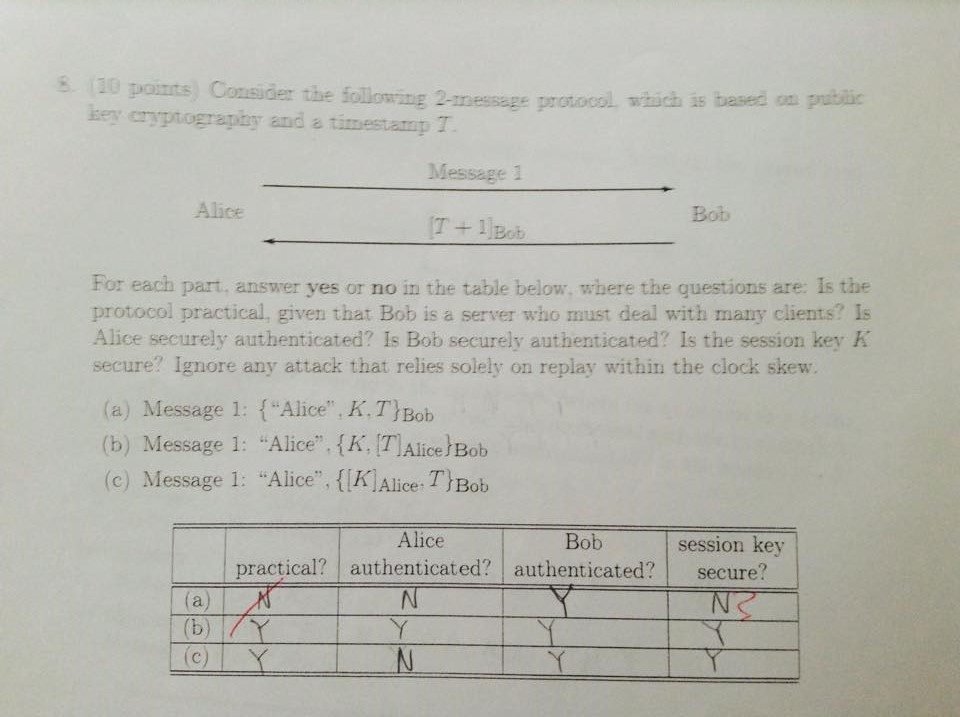 8. (10 points) Consider the following 2-message protocol, which is based on public
key cryptography and a timestamp T.
Message 1
Alice
Bob
[T + 1]Bob
For each part, answer yes or no in the table below, where the questions are: Is the
protocol practical, given that Bob is a server who must deal with many clients? Is
Alice securely authenticated? Is Bob securely authenticated? Is the session key K
secure? Ignore any attack that relies solely on replay within the clock skew.
(a) Message 1: {"Alice", K, T}Bob
(b) Message 1: "Alice", {K, [T]Alice}Bob
(c) Message 1: "Alice", {[K]Alice, T}Bob
practical? Alice authenticated? Bob authenticated? session key secure?
(a) N N Y N
(b) Y Y Y Y
(c) Y N Y Y